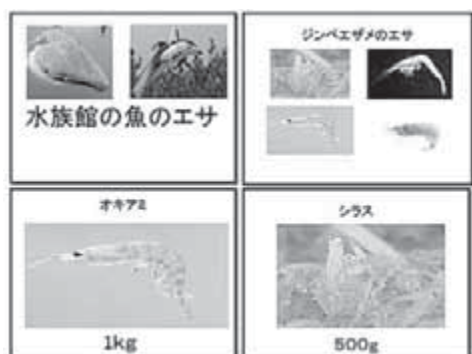 水族館の魚のエサ
ジンベエザメのエサ
オキアミ
1kg
シラス
500g